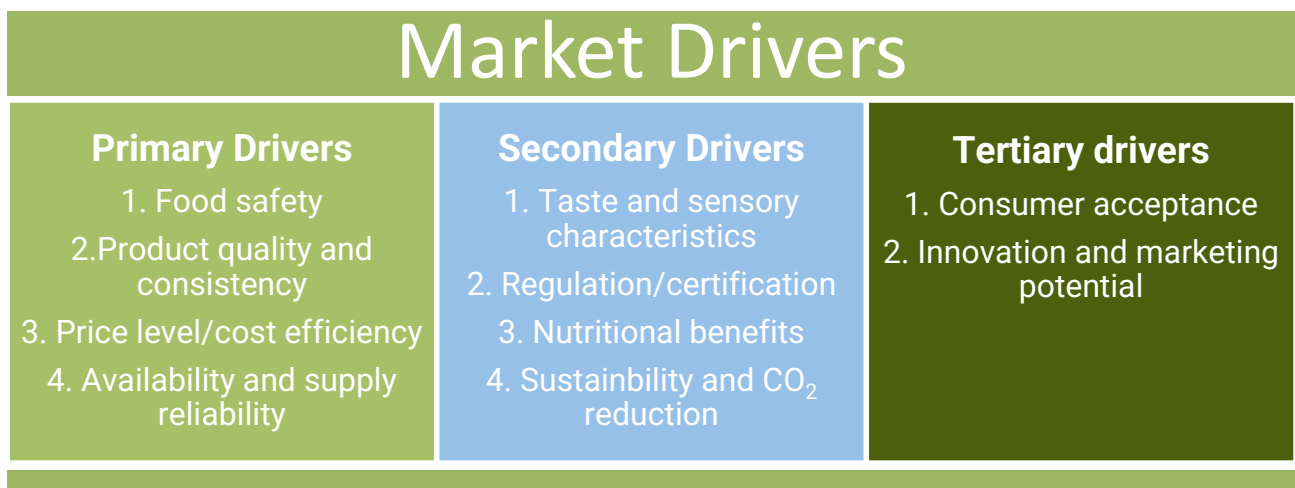 Market Drivers
Primary Drivers
1. Food safety
2.Product quality and
consistency
3. Price level/cost efficiency
4. Availability and supply
reliability
Secondary Drivers
1. Taste and sensory
characteristics
2. Regulation/certification
3. Nutritional benefits
4. Sustainbility and CO₂
reduction
Tertiary drivers
1. Consumer acceptance
2. Innovation and marketing
potential